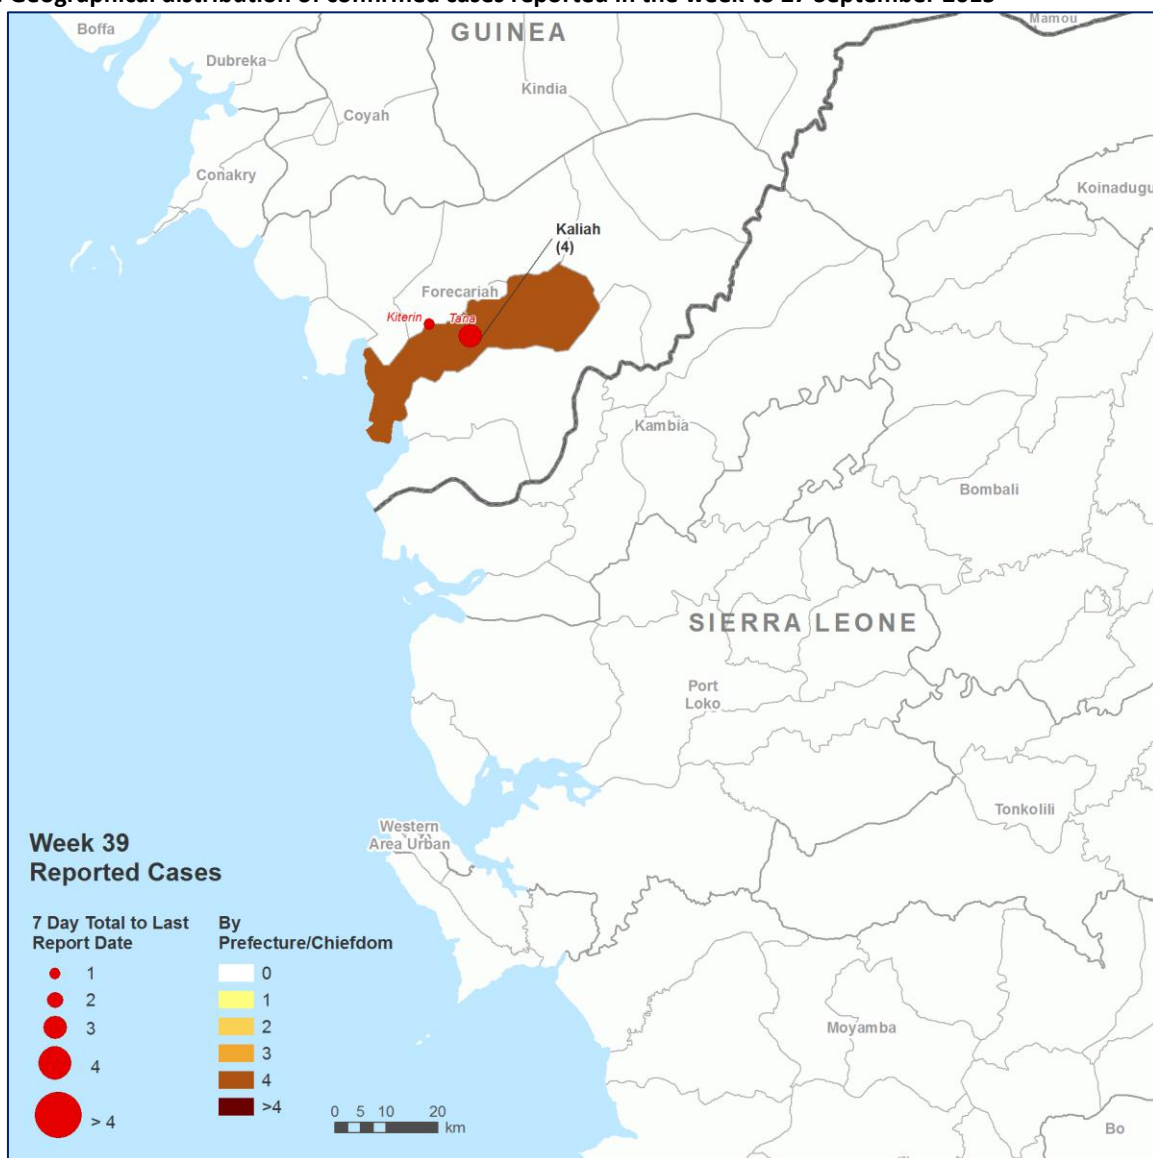 Geographical distribution of confirmed cases reported in the week to 27 September 2015
Boffa
GUINEA
Mamou
Dubreka
Kindia
Coyah
Conakry
Koinadugu
Kaliah
(4)
Forecariah
Kiterin
Tana
Kambia
Bombali
SIERRA LEONE
Port
Loko
Tonkolili
Western
Area Urban
Week 39
Reported Cases
7 Day Total to Last
Report Date
1
2
3
4
> 4
By
Prefecture/Chiefdom
0
1
2
3
4
>4
0 5 10 20
km
Moyamba
Bo